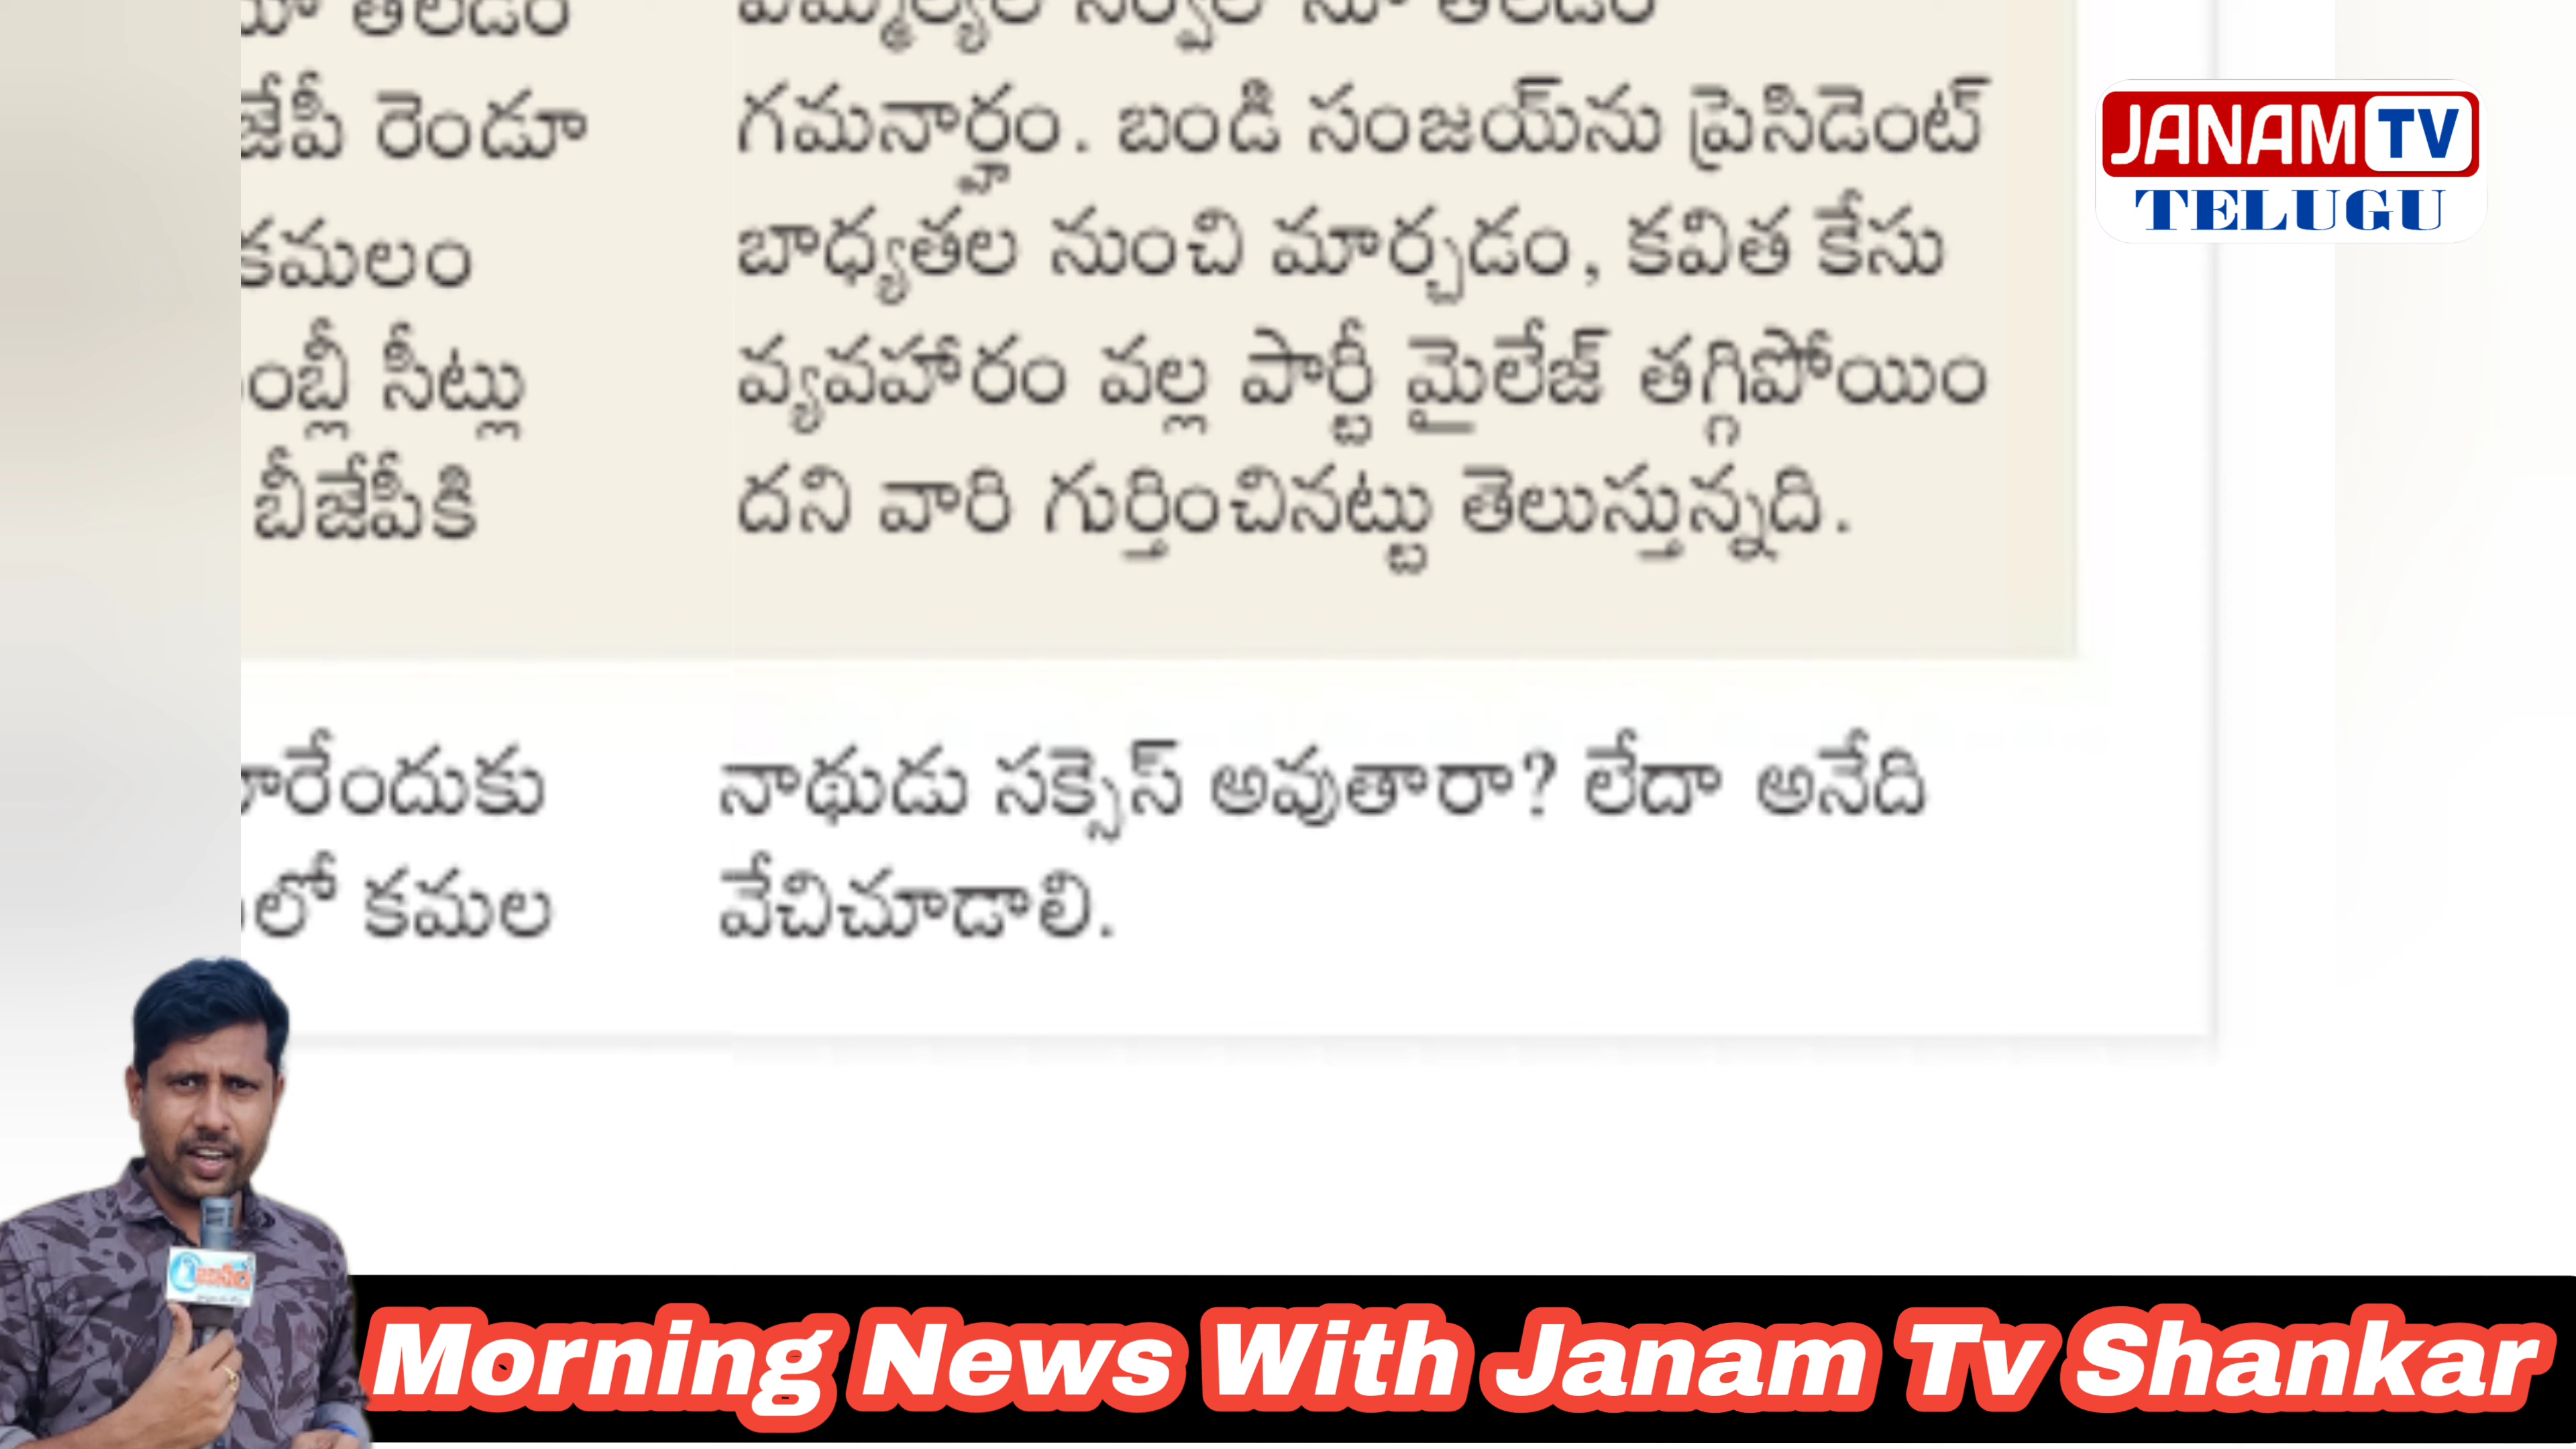 జేపీ రెండూ
కమలం
ంబ్లీ సీట్లు
బీజేపీకి
గమనార్హం. బండి సంజయ్‌ను ప్రెసిడెంట్
బాధ్యతల నుంచి మార్చడం, కవిత కేసు
వ్యవహారం వల్ల పార్టీ మైలేజ్ తగ్గిపోయిం
దని వారి గుర్తించినట్టు తెలుస్తున్నది.
రేందుకు
లో కమల
నాథుడు సక్సెస్ అవుతారా? లేదా అనేది
వేచిచూడాలి.
JANAM TV
TELUGU
Morning News With Janam Tv Shankar